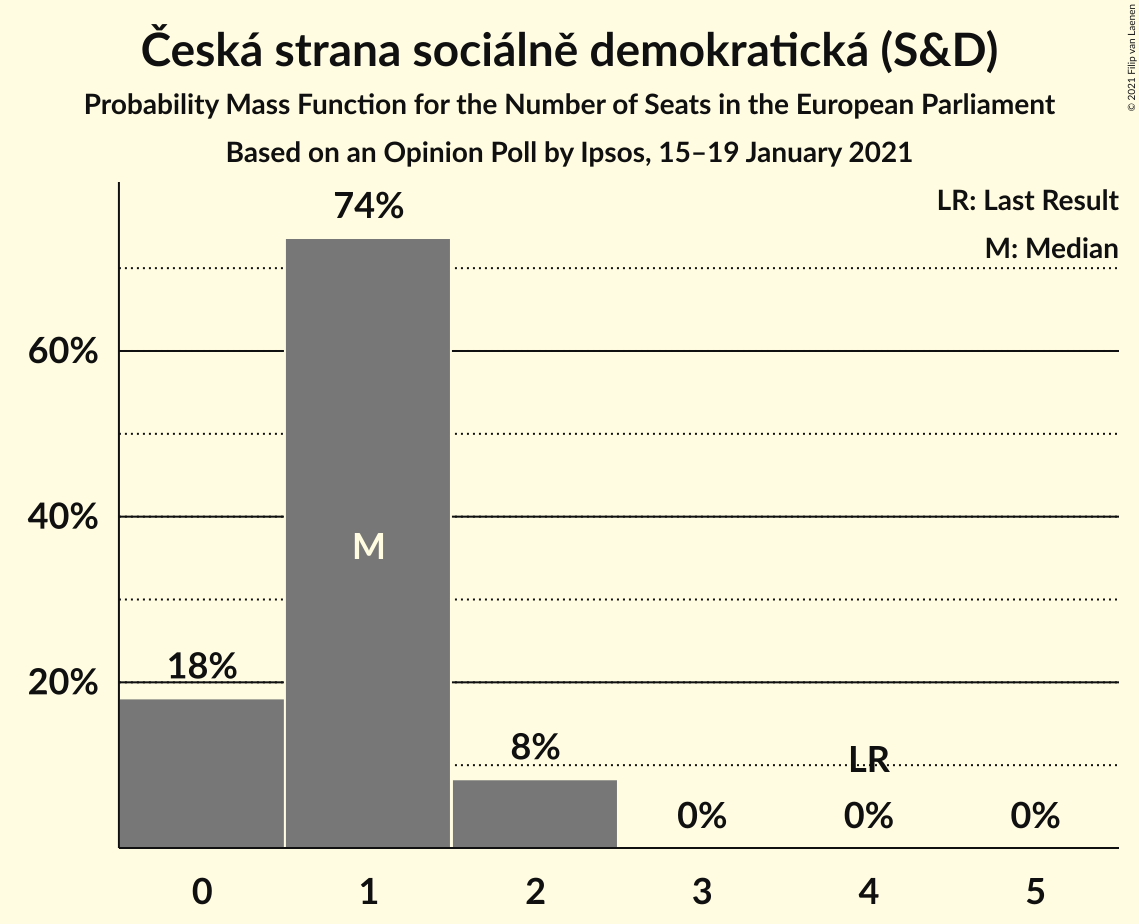 Česká strana sociálně demokratická (S&D)
Probability Mass Function for the Number of Seats in the European Parliament
Based on an Opinion Poll by Ipsos, 15–19 January 2021
© 2021 Filip van Laenen
LR: Last Result
M: Median
74%
60%
40%
M
18%
20%
8%
LR
0%
0%
0%
0
1
2
3
4
5